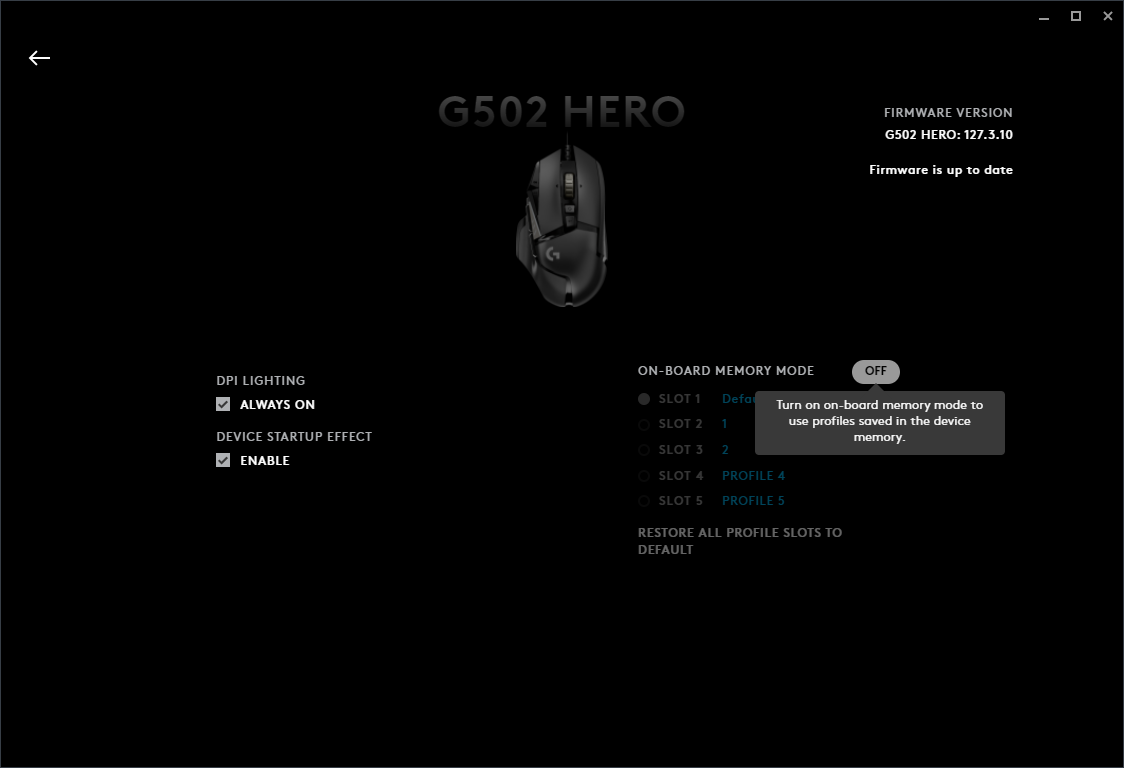 G502 HERO
FIRMWARE VERSION
G502 HERO: 127.3.10
Firmware is up to date
DPI LIGHTING
ALWAYS ON
DEVICE STARTUP EFFECT
ENABLE
ON-BOARD MEMORY MODE OFF
Turn on on-board memory mode to
use profiles saved in the device
memory.
SLOT 1
SLOT 2 1
SLOT 3 2
SLOT 4 PROFILE 4
SLOT 5 PROFILE 5
RESTORE ALL PROFILE SLOTS TO
DEFAULT